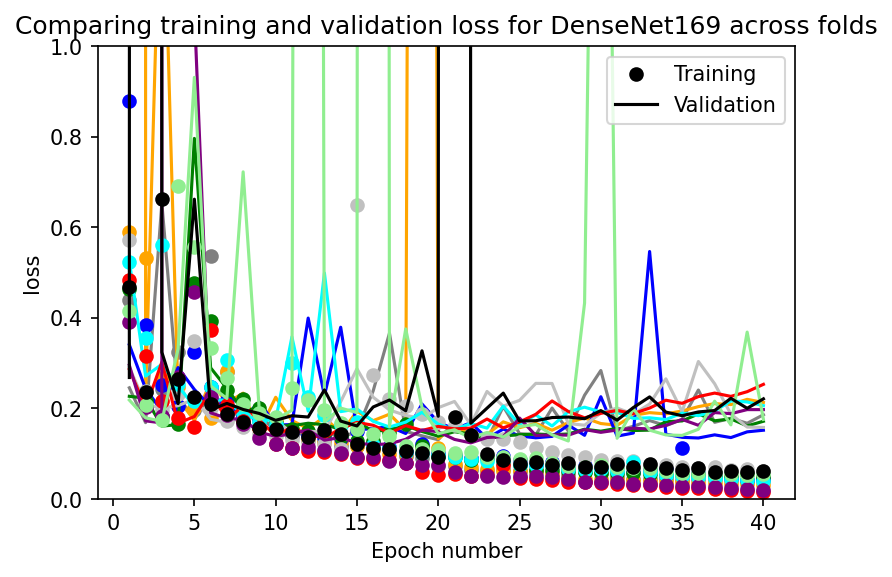 Comparing training and validation loss for DenseNet169 across folds
1.0
0.8
0.6
0.4
0.2
0.0
loss
Training
Validation
0 5 10 15 20 25 30 35 40
Epoch number